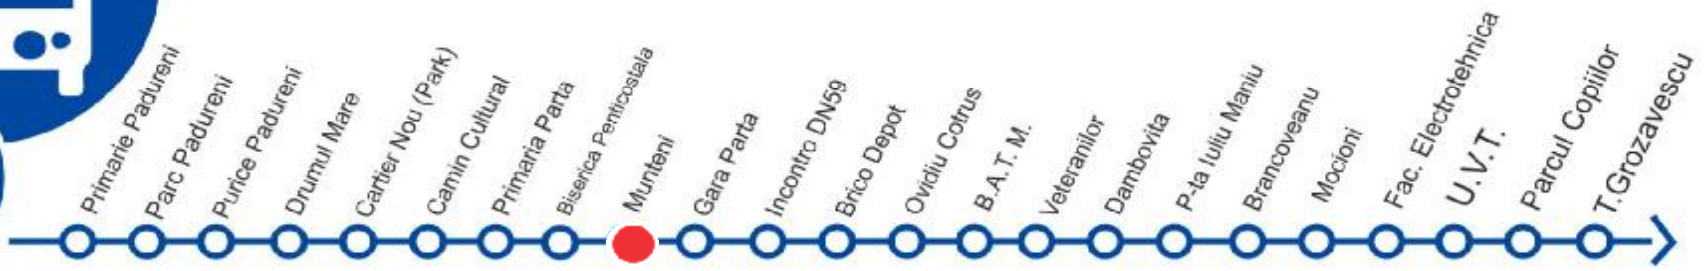 Primarie Padureni
Parc Padureni
Purice Padureni
Drumul Mare
Cartier Nou (Park)
Camin Cultural
Primaria Parta
Biserica Penticostala
Munteni
Gara Parta
Incontro DN59
Brico Depot
Ovidiu Cotrus
B.A.T. M.
Veteranilor
Dambovita
P-ta Iuliu Maniu
Brancoveanu
Mocioni
Fac. Electrotehnica
U.V.T.
Parcul Copiilor
T.Grozavescu